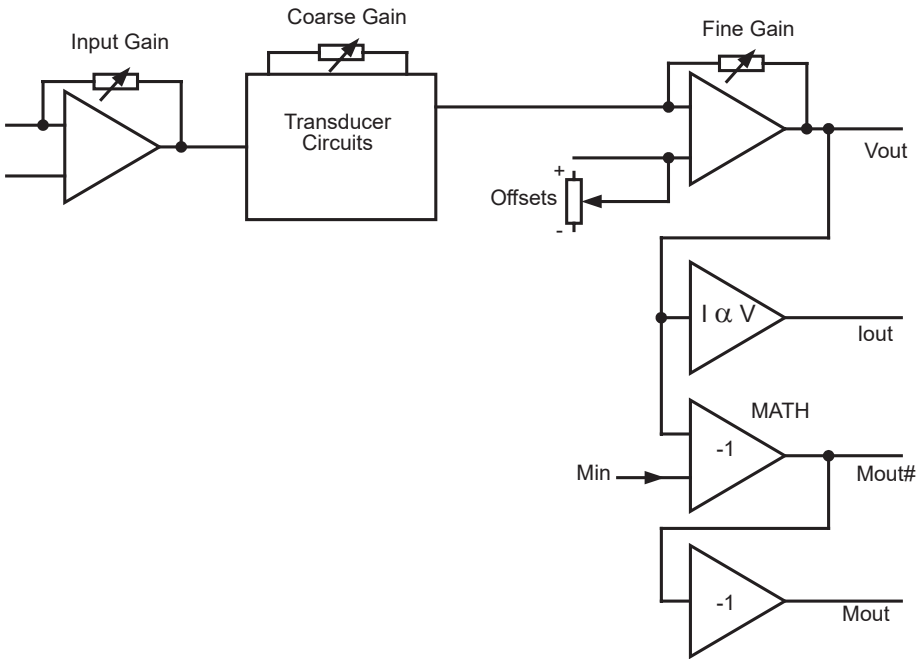 Coarse Gain
Input Gain
Fine Gain
Transducer
Circuits
Vout
+
Offsets
-
I α V
Iout
MATH
-1
Min
Mout#
-1
Mout